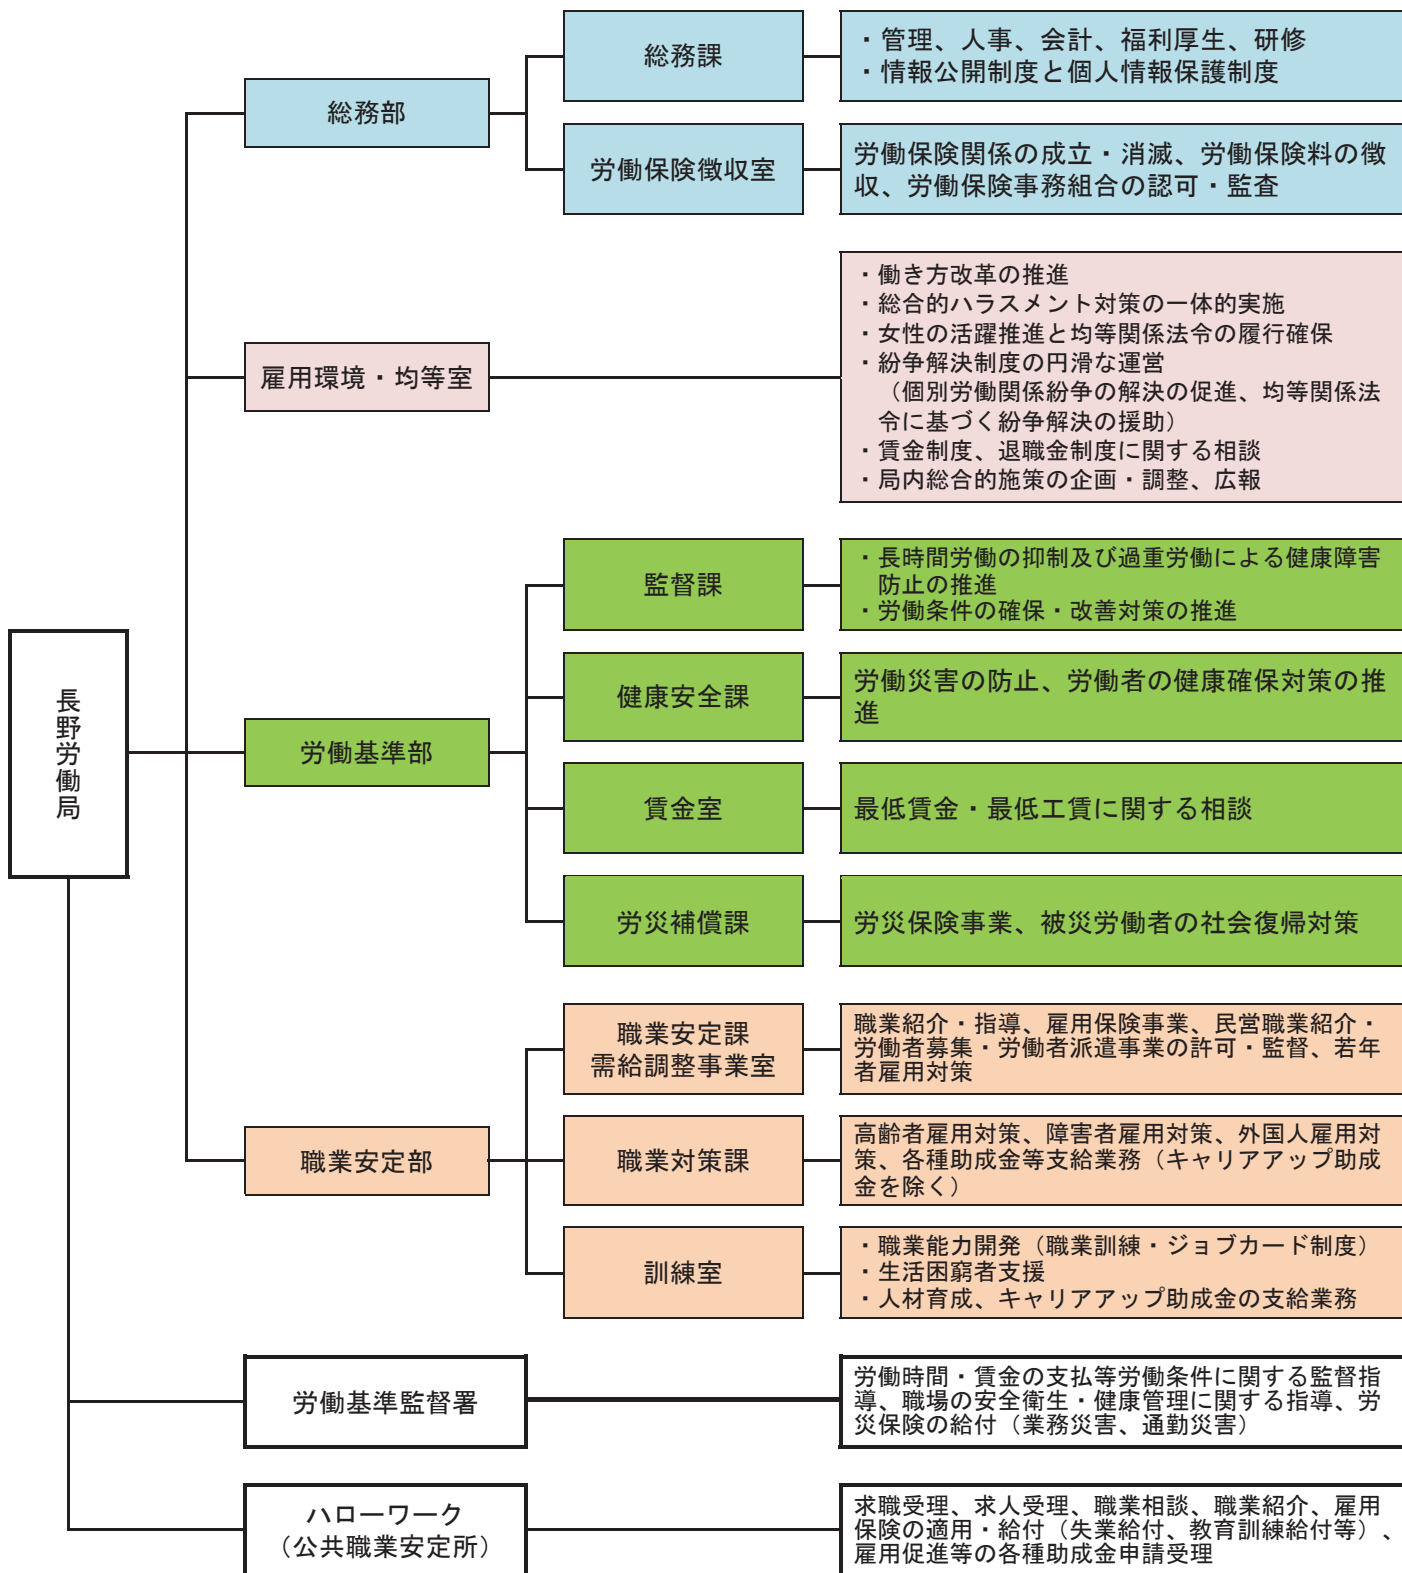 長野労働局
総務部
総務課
・管理、人事、会計、福利厚生、研修
・情報公開制度と個人情報保護制度
労働保険徴収室
労働保険関係の成立・消滅、労働保険料の徴
収、労働保険事務組合の認可・監査
雇用環境・均等室
・働き方改革の推進
・総合的ハラスメント対策の一体的実施
・女性の活躍推進と均等関係法令の履行確保
・紛争解決制度の円滑な運営
（個別労働関係紛争の解決の促進、均等関係法
令に基づく紛争解決の援助）
・賃金制度、退職金制度に関する相談
・局内総合的施策の企画・調整、広報
労働基準部
監督課
・長時間労働の抑制及び過重労働による健康障害
防止の推進
・労働条件の確保・改善対策の推進
健康安全課
労働災害の防止、労働者の健康確保対策の推
進
賃金室
最低賃金・最低工賃に関する相談
労災補償課
労災保険事業、被災労働者の社会復帰対策
職業安定部
職業安定課
需給調整事業室
職業紹介・指導、雇用保険事業、民営職業紹介・
労働者募集・労働者派遣事業の許可・監督、若年
者雇用対策
職業対策課
高齢者雇用対策、障害者雇用対策、外国人雇用対
策、各種助成金等支給業務（キャリアアップ助成
金を除く）
訓練室
・職業能力開発（職業訓練・ジョブカード制度）
・生活困窮者支援
・人材育成、キャリアアップ助成金の支給業務
労働基準監督署
労働時間・賃金の支払等労働条件に関する監督指
導、職場の安全衛生・健康管理に関する指導、労
災保険の給付（業務災害、通勤災害）
ハローワーク
（公共職業安定所）
求職受理、求人受理、職業相談、職業紹介、雇用
保険の適用・給付（失業給付、教育訓練給付等）、
雇用促進等の各種助成金申請受理